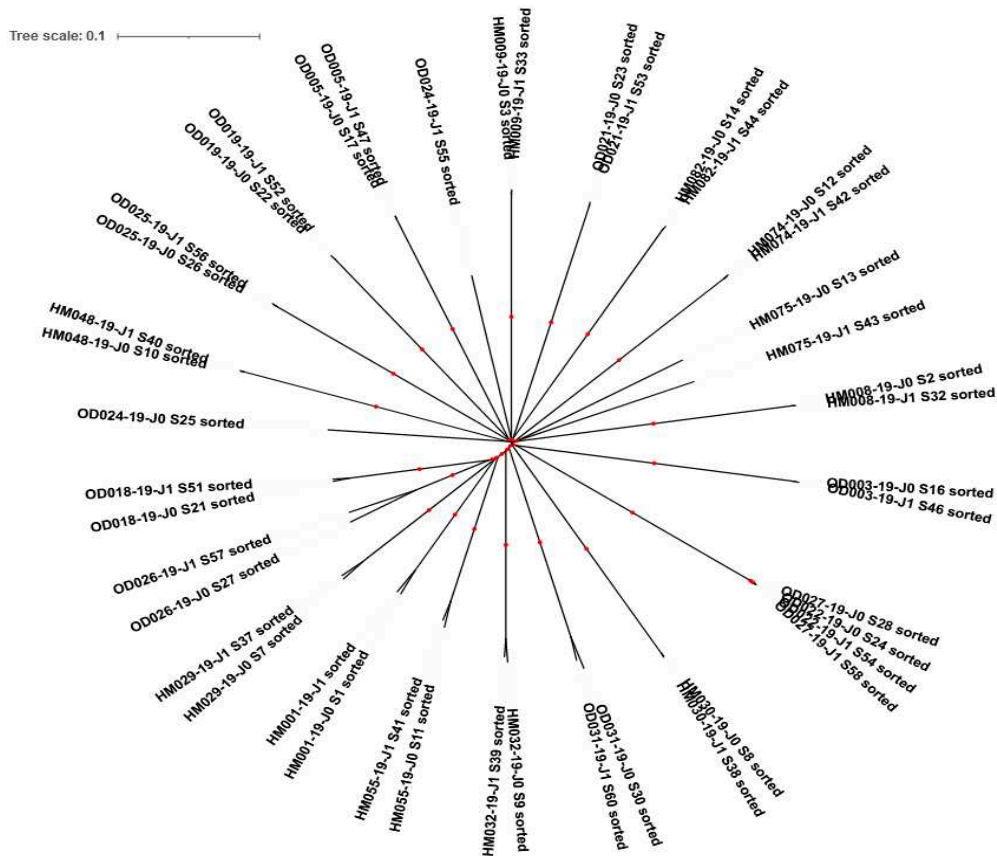 Tree scale: 0.1
HM009-19-J0 S3 sorted
HM009-19-J1 S33 sorted
OD021-19-J0 S23 sorted
OD021-19-J1 S53 sorted
HM082-19-J0 S14 sorted
HM082-19-J1 S44 sorted
HM074-19-J0 S12 sorted
HM074-19-J1 S42 sorted
HM075-19-J0 S13 sorted
HM075-19-J1 S43 sorted
HM008-19-J0 S2 sorted
HM008-19-J1 S32 sorted
OD003-19-J0 S16 sorted
OD003-19-J1 S46 sorted
OD027-19-J0 S28 sorted
OD022-19-J0 S24 sorted
OD022-19-J1 S54 sorted
OD027-19-J1 S58 sorted
HM030-19-J0 S8 sorted
HM030-19-J1 S38 sorted
OD031-19-J0 S30 sorted
OD031-19-J1 S60 sorted
HM032-19-J0 S9 sorted
HM032-19-J1 S39 sorted
HM055-19-J0 S11 sorted
HM055-19-J1 S41 sorted
HM001-19-J0 S1 sorted
HM001-19-J1 sorted
HM029-19-J0 S7 sorted
HM029-19-J1 S37 sorted
OD026-19-J0 S27 sorted
OD026-19-J1 S57 sorted
OD018-19-J0 S21 sorted
OD018-19-J1 S51 sorted
OD024-19-J0 S25 sorted
HM048-19-J0 S10 sorted
HM048-19-J1 S40 sorted
OD025-19-J0 S26 sorted
OD025-19-J1 S56 sorted
OD019-19-J0 S22 sorted
OD019-19-J1 S52 sorted
OD005-19-J0 S17 sorted
OD005-19-J1 S47 sorted
OD024-19-J1 S55 sorted